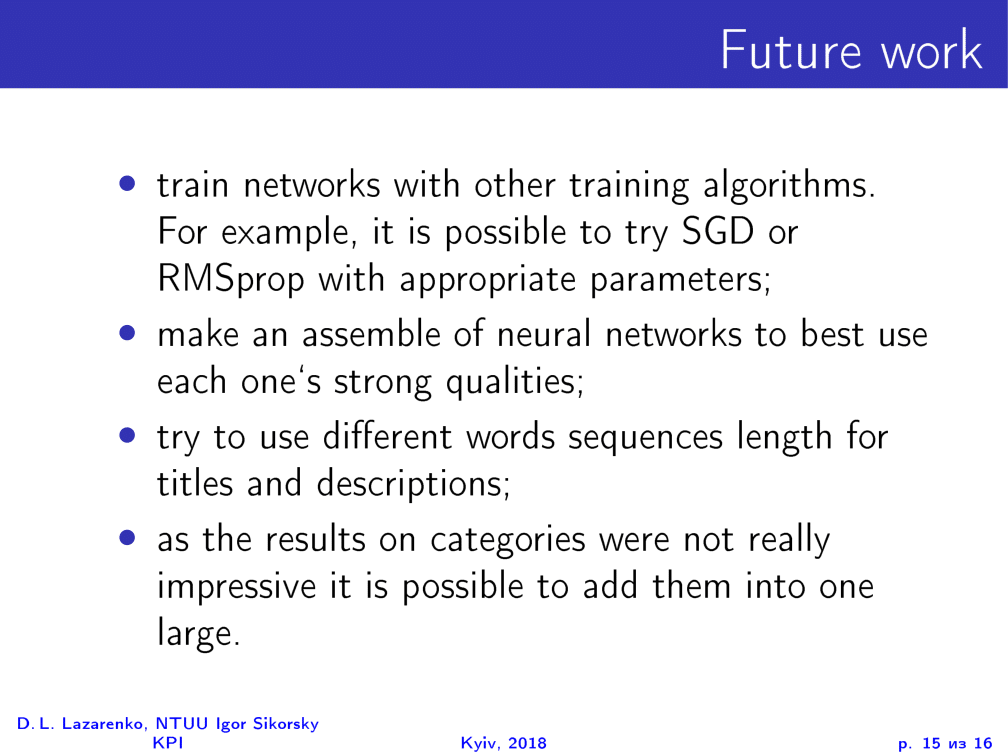 Future work
• train networks with other training algorithms.
For example, it is possible to try SGD or
RMSprop with appropriate parameters;
• make an assemble of neural networks to best use
each one‘s strong qualities;
• try to use different words sequences length for
titles and descriptions;
• as the results on categories were not really
impressive it is possible to add them into one
large.
D. L. Lazarenko, NTUU Igor Sikorsky
KPI
Kyiv, 2018
p. 15 из 16